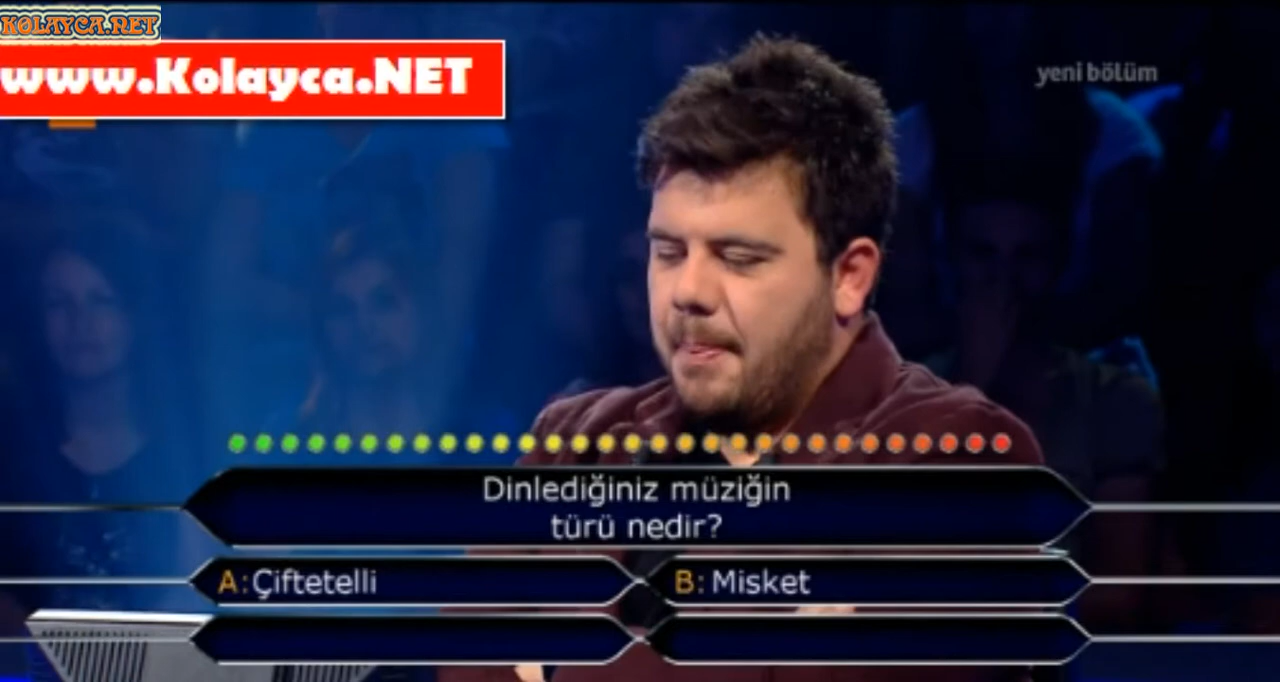 KOLAYCA.NET
www.Kolayca.NET
yeni bölüm
Dinlediğiniz müziğin
türü nedir?
A: Çiftetelli
B: Misket